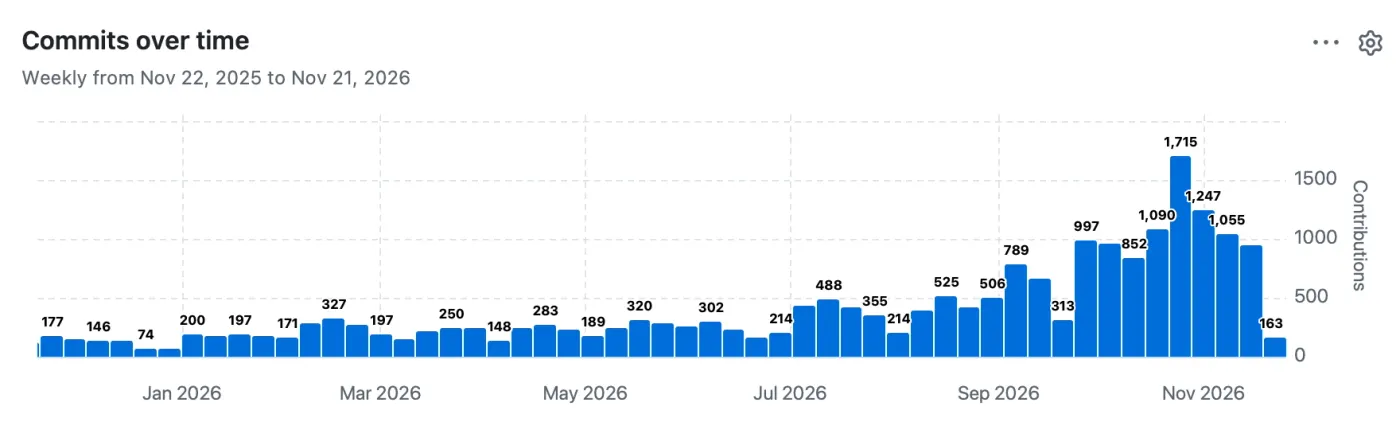 Commits over time
Weekly from Nov 22, 2025 to Nov 21, 2026
177 146 74 200 197 171 327 197 250 148 283 189 320 302 214 488 355 214 525 506 789 313 997 852 1,090 1,715 1,247 1,055 163
1500
1000
500
0
Contributions
Jan 2026 Mar 2026 May 2026 Jul 2026 Sep 2026 Nov 2026